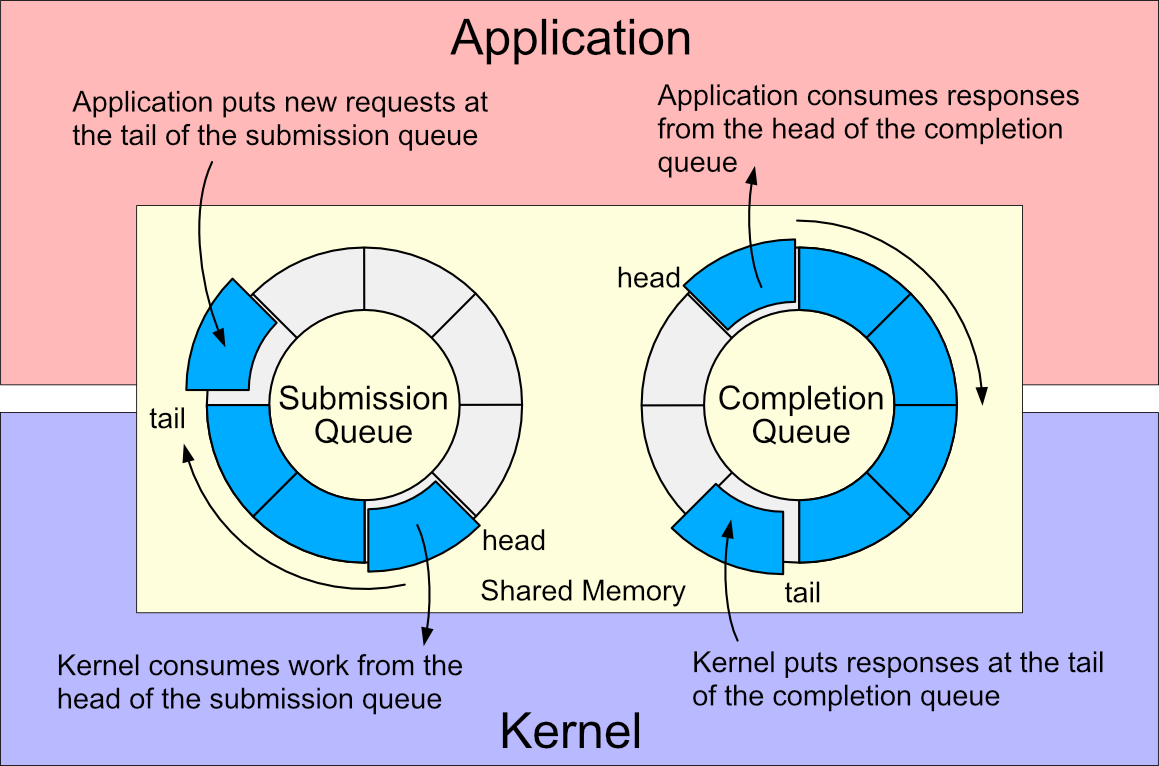 Application
Application puts new requests at
the tail of the submission queue
Application consumes responses
from the head of the completion
queue
head
Submission
Queue
tail
head
Completion
Queue
tail
Shared Memory
Kernel consumes work from the
head of the submission queue
Kernel puts responses at the tail
of the completion queue
Kernel